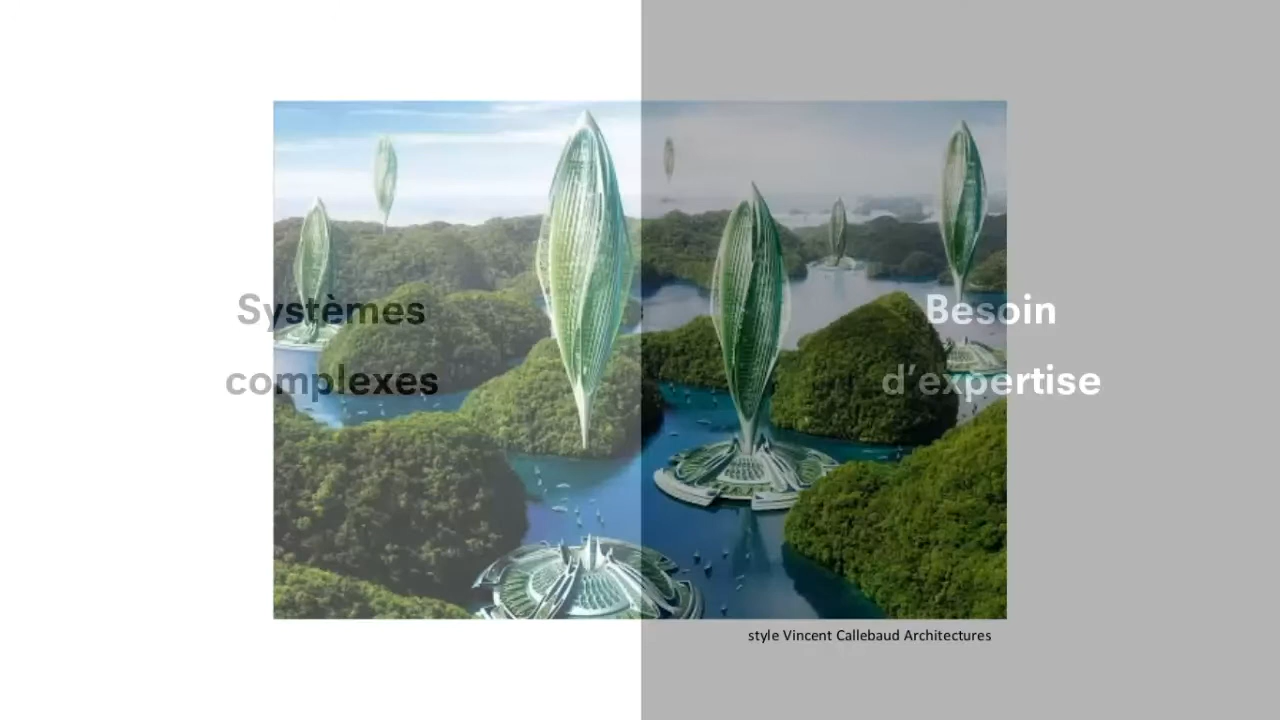 Systèmes
complexes
Besoin
d’expertise
style Vincent Callebaud Architectures